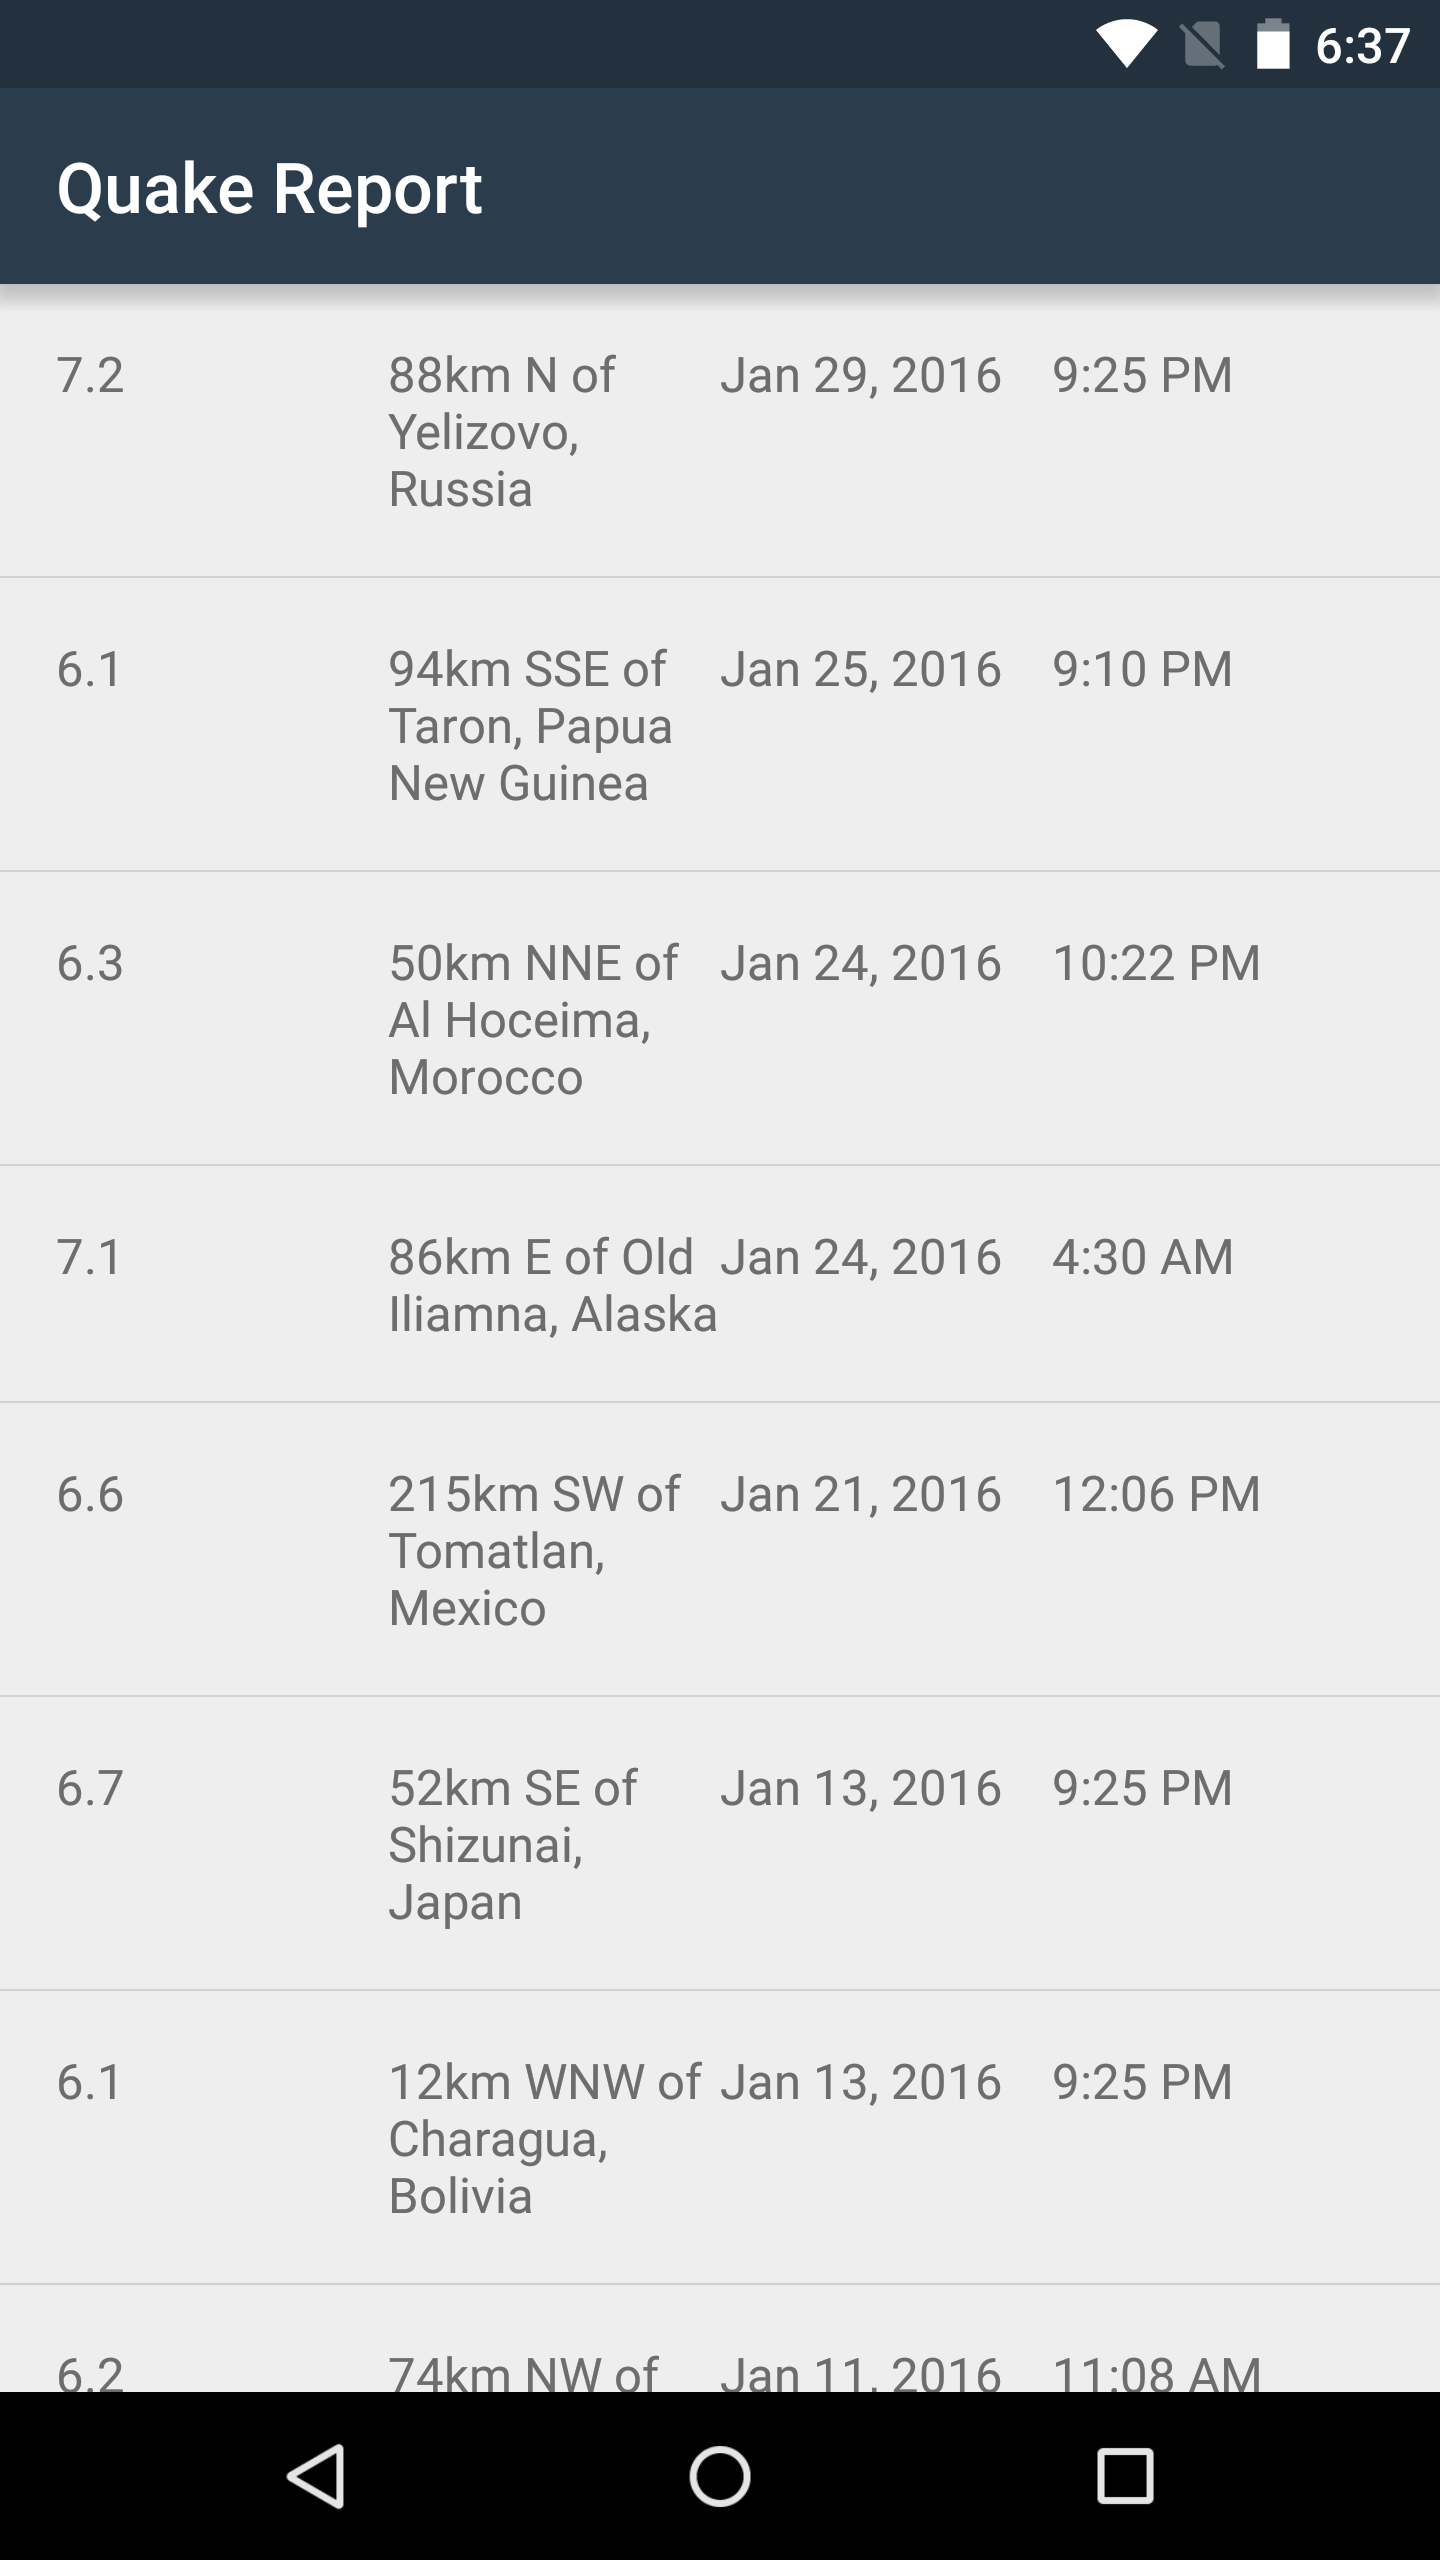 6:37
Quake Report
7.2 88km N of Jan 29, 2016 9:25 PM
Yelizovo,
Russia
6.1 94km SSE of Jan 25, 2016 9:10 PM
Taron, Papua
New Guinea
6.3 50km NNE of Jan 24, 2016 10:22 PM
Al Hoceima,
Morocco
7.1 86km E of Old Jan 24, 2016 4:30 AM
Iliamna, Alaska
6.6 215km SW of Jan 21, 2016 12:06 PM
Tomatlan,
Mexico
6.7 52km SE of Jan 13, 2016 9:25 PM
Shizunai,
Japan
6.1 12km WNW of Jan 13, 2016 9:25 PM
Charagua,
Bolivia
6.2 74km NW of Jan 11, 2016 11:08 AM